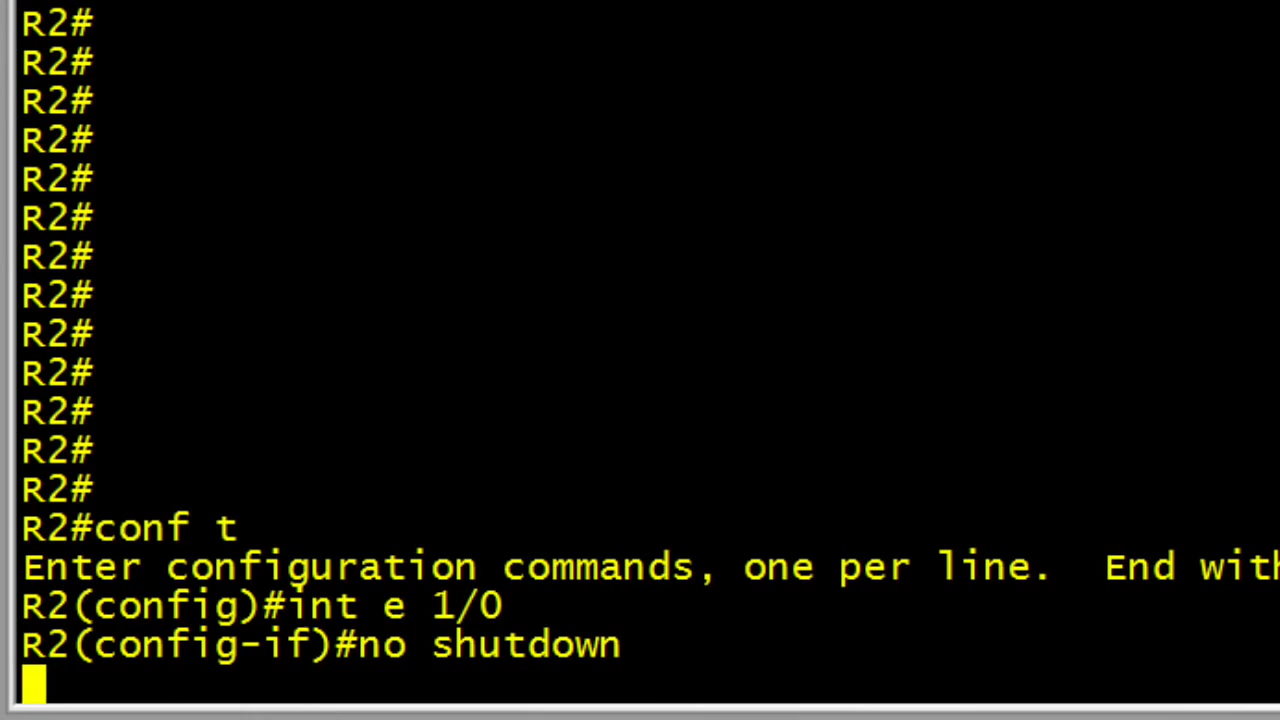 R2#
R2#
R2#
R2#
R2#
R2#
R2#
R2#
R2#
R2#
R2#
R2#
R2#
R2#conf t
Enter configuration commands, one per line.  End with
R2(config)#int e 1/0
R2(config-if)#no shutdown